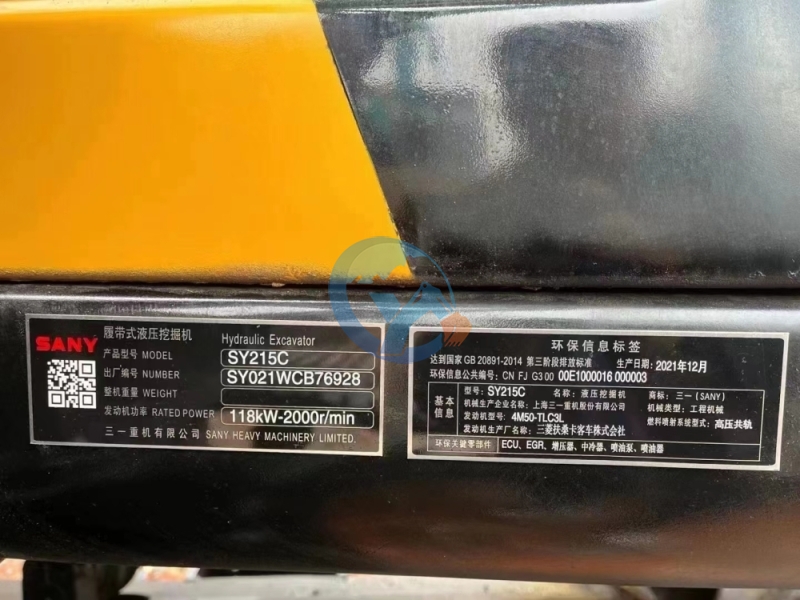 SANY
履带式液压挖掘机 Hydraulic Excavator
产品型号 MODEL SY215C
出厂编号 NUMBER SY021WCB76928
整机重量 WEIGHT
发动机功率 RATED POWER 118kW-2000r/min
三一重机有限公司 SANY HEAVY MACHINERY LIMITED.
环保信息标签
达到国家 GB 20891-2014 第三阶段排放标准 生产日期: 2021年12月
环保信息公共编号: CN FJ G3 00 00E1000016 000003
基本信息
型号: SY215C 名称: 液压挖掘机 商标: 三一 (SANY)
机械生产企业名称: 上海三一重机股份有限公司 机械类型: 工程机械
发动机型号: 4M50-TLC3L 燃料喷射系统型式: 高压共轨
发动机生产厂名称: 三菱扶桑卡客车株式会社
环保关键零部件 ECU、EGR、增压器、中冷器、喷油泵、喷油器